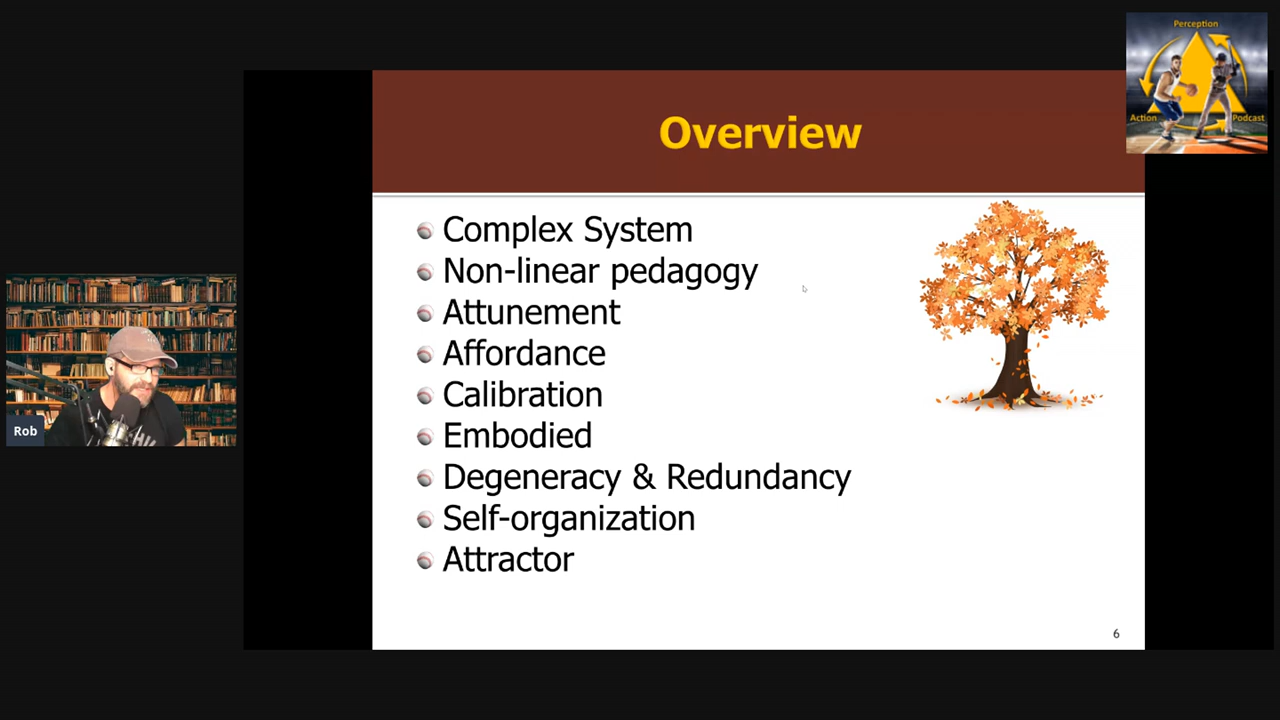 Perception
Action
Podcast
Overview
Complex System
Non-linear pedagogy
Attunement
Affordance
Calibration
Embodied
Degeneracy & Redundancy
Self-organization
Attractor
Rob
6